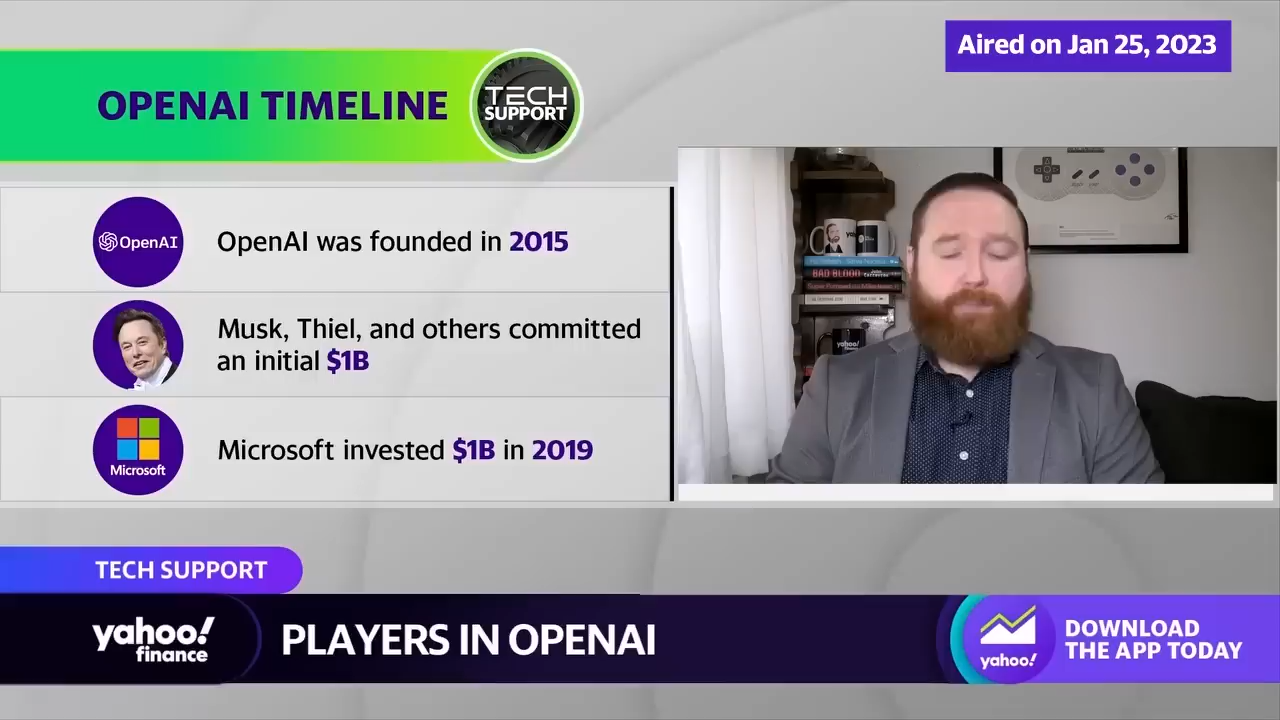 Aired on Jan 25, 2023
OPENAI TIMELINE
TECH
SUPPORT
OpenAI
OpenAI was founded in 2015
Musk, Thiel, and others committed
an initial $1B
Microsoft
Microsoft invested $1B in 2019
BAD BLOOD
yahoo!
TECH SUPPORT
yahoo!
finance
PLAYERS IN OPENAI
yahoo!
DOWNLOAD
THE APP TODAY